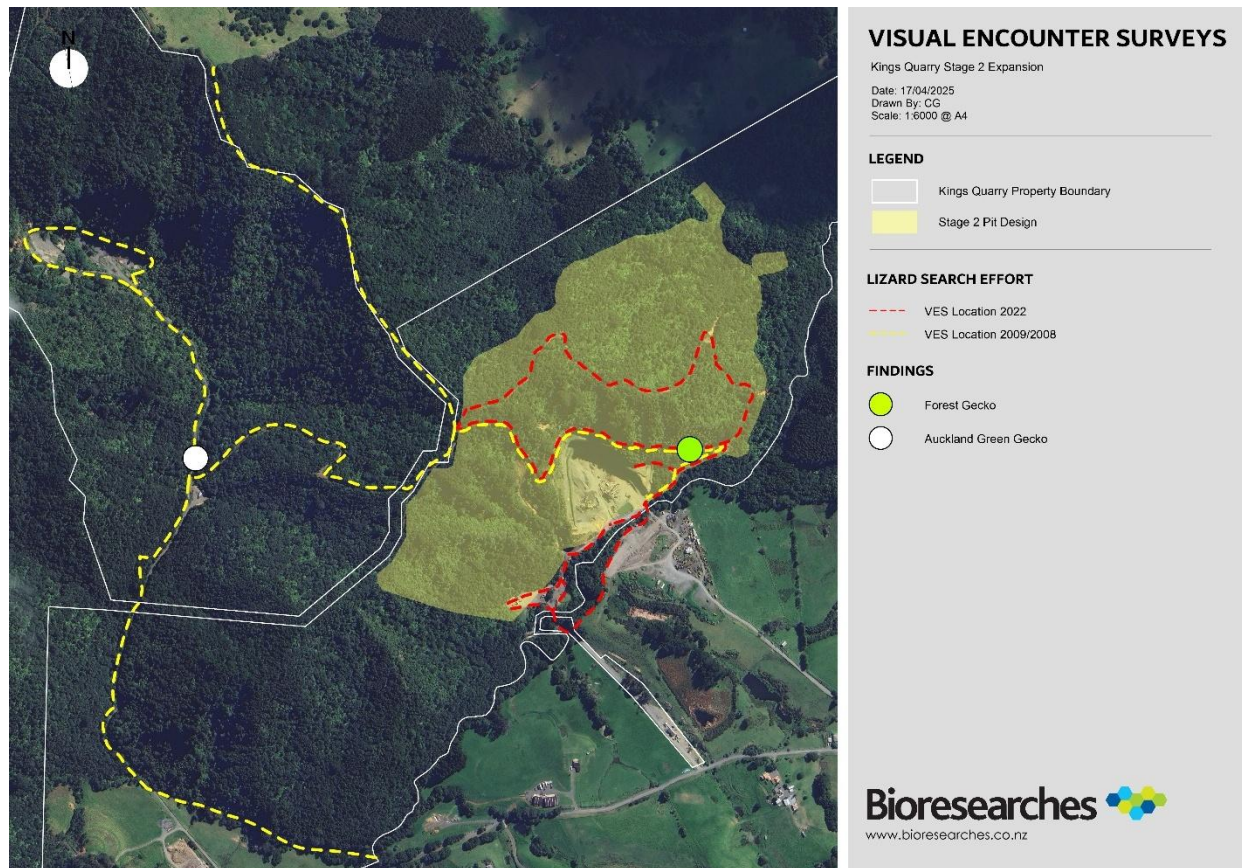 N
VISUAL ENCOUNTER SURVEYS
Kings Quarry Stage 2 Expansion
Date: 17/04/2025
Drawn By: CG
Scale: 1:6000 @ A4
LEGEND
Kings Quarry Property Boundary
Stage 2 Pit Design
LIZARD SEARCH EFFORT
VES Location 2022
VES Location 2009/2008
FINDINGS
Forest Gecko
Auckland Green Gecko
Bioresearches
www.bioresearches.co.nz